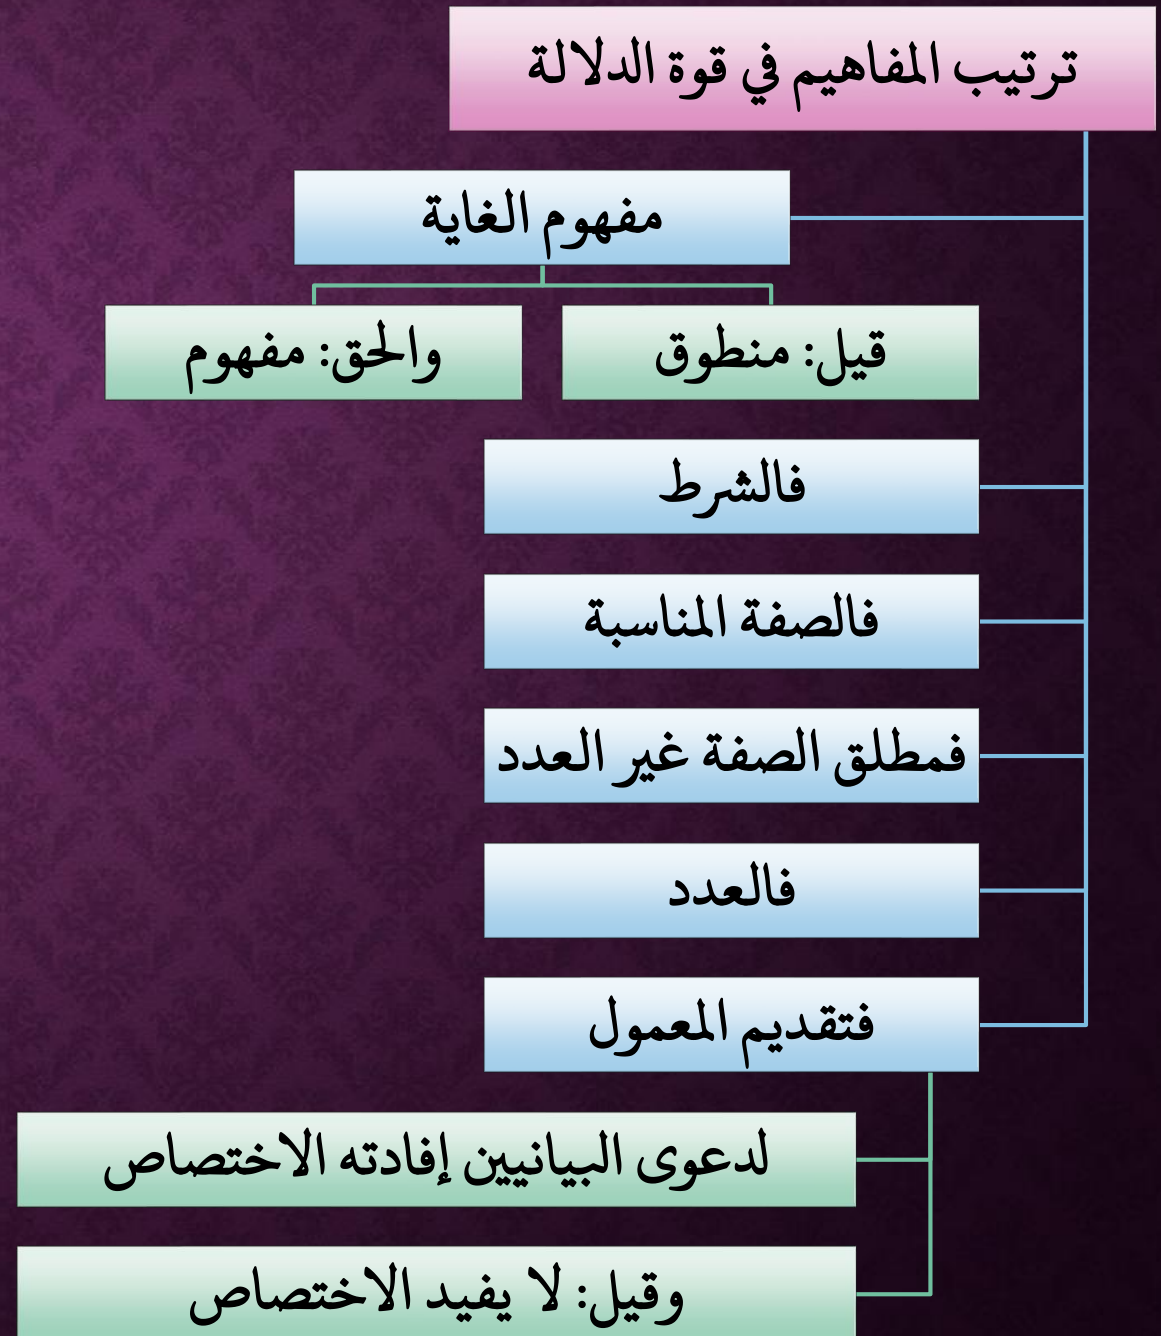 ترتيب المفاهيم في قوة الدلالة
مفهوم الغاية
قيل: منطوق
والحق: مفهوم
فالشرط
فالصفة المناسبة
فمطلق الصفة غير العدد
فالعدد
فتقديم المعمول
لدعوى البيانيين إفادته الاختصاص
وقيل: لا يفيد الاختصاص